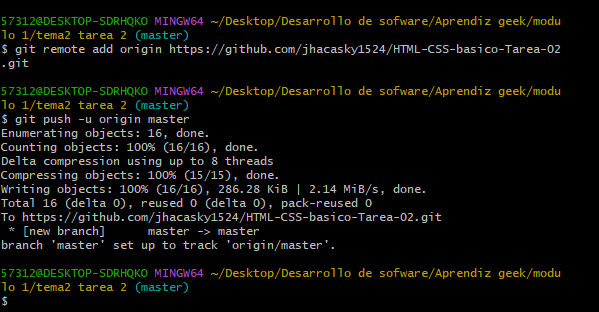 57312@DESKTOP-SDRHQKO MINGW64 ~/Desktop/Desarrollo de sofware/Aprendiz geek/modu
lo 1/tema2 tarea 2 (master)
$ git remote add origin https://github.com/jhacasky1524/HTML-CSS-basico-Tarea-02
.git
57312@DESKTOP-SDRHQKO MINGW64 ~/Desktop/Desarrollo de sofware/Aprendiz geek/modu
lo 1/tema2 tarea 2 (master)
$ git push -u origin master
Enumerating objects: 16, done.
Counting objects: 100% (16/16), done.
Delta compression using up to 8 threads
Compressing objects: 100% (15/15), done.
Writing objects: 100% (16/16), 286.28 KiB | 2.14 MiB/s, done.
Total 16 (delta 0), reused 0 (delta 0), pack-reused 0
To https://github.com/jhacasky1524/HTML-CSS-basico-Tarea-02.git
 * [new branch]      master -> master
branch 'master' set up to track 'origin/master'.
57312@DESKTOP-SDRHQKO MINGW64 ~/Desktop/Desarrollo de sofware/Aprendiz geek/modu
lo 1/tema2 tarea 2 (master)
$